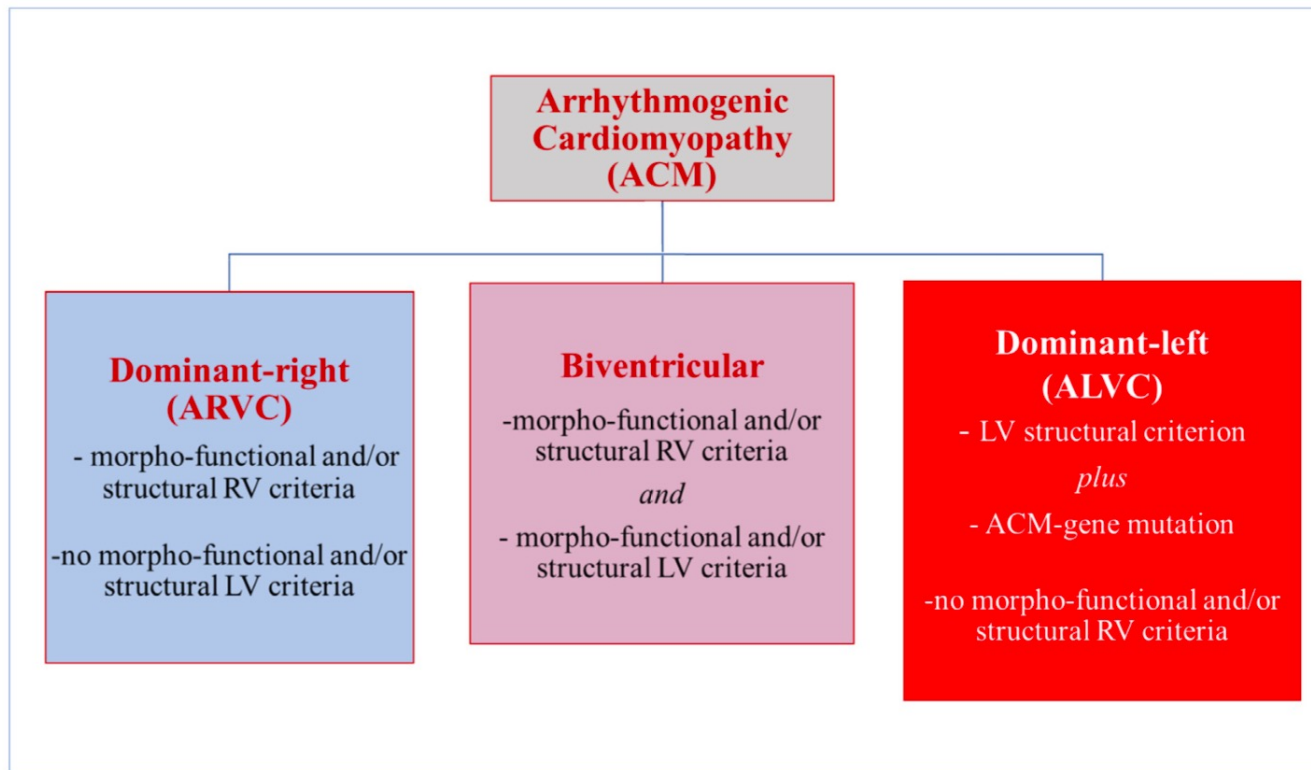 Arrhythmogenic
Cardiomyopathy
(ACM)
Dominant-right
(ARVC)
- morpho-functional and/or
structural RV criteria
-no morpho-functional and/or
structural LV criteria
Biventricular
-morpho-functional and/or
structural RV criteria
and
- morpho-functional and/or
structural LV criteria
Dominant-left
(ALVC)
- LV structural criterion
plus
- ACM-gene mutation
-no morpho-functional and/or
structural RV criteria